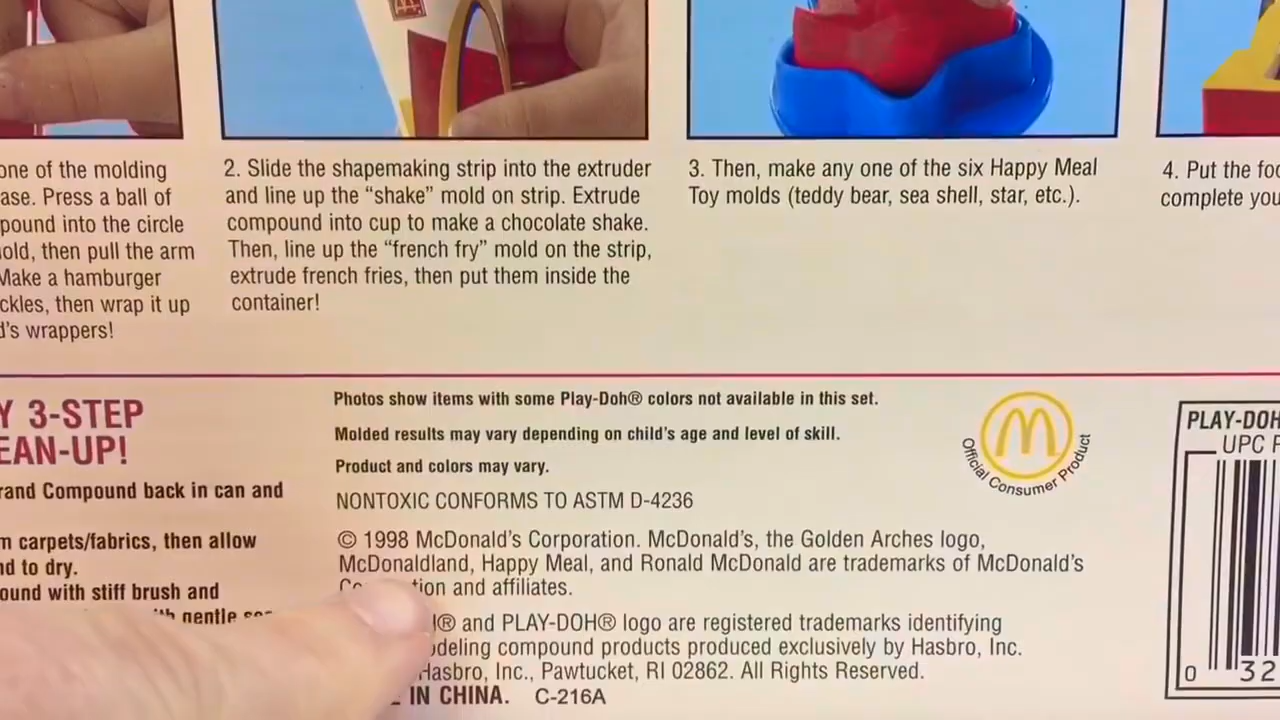 one of the molding
ase. Press a ball of
pound into the circle
old, then pull the arm
Make a hamburger
ckles, then wrap it up
d's wrappers!
2. Slide the shapemaking strip into the extruder
and line up the “shake” mold on strip. Extrude
compound into cup to make a chocolate shake.
Then, line up the “french fry” mold on the strip,
extrude french fries, then put them inside the
container!
3. Then, make any one of the six Happy Meal
Toy molds (teddy bear, sea shell, star, etc.).
4. Put the foo
complete you
Y 3-STEP
EAN-UP!
rand Compound back in can and
m carpets/fabrics, then allow
nd to dry.
ound with stiff brush and
gentle
Photos show items with some Play-Doh® colors not available in this set.
Molded results may vary depending on child's age and level of skill.
Product and colors may vary.
NONTOXIC CONFORMS TO ASTM D-4236
© 1998 McDonald's Corporation. McDonald's, the Golden Arches logo,
McDonaldland, Happy Meal, and Ronald McDonald are trademarks of McDonald's
tion and affiliates.
® and PLAY-DOH® logo are registered trademarks identifying
deling compound products produced exclusively by Hasbro, Inc.
Hasbro, Inc., Pawtucket, RI 02862. All Rights Reserved.
IN CHINA. C-216A
M
Official Consumer Product
PLAY-DOH
UPC P
0 32